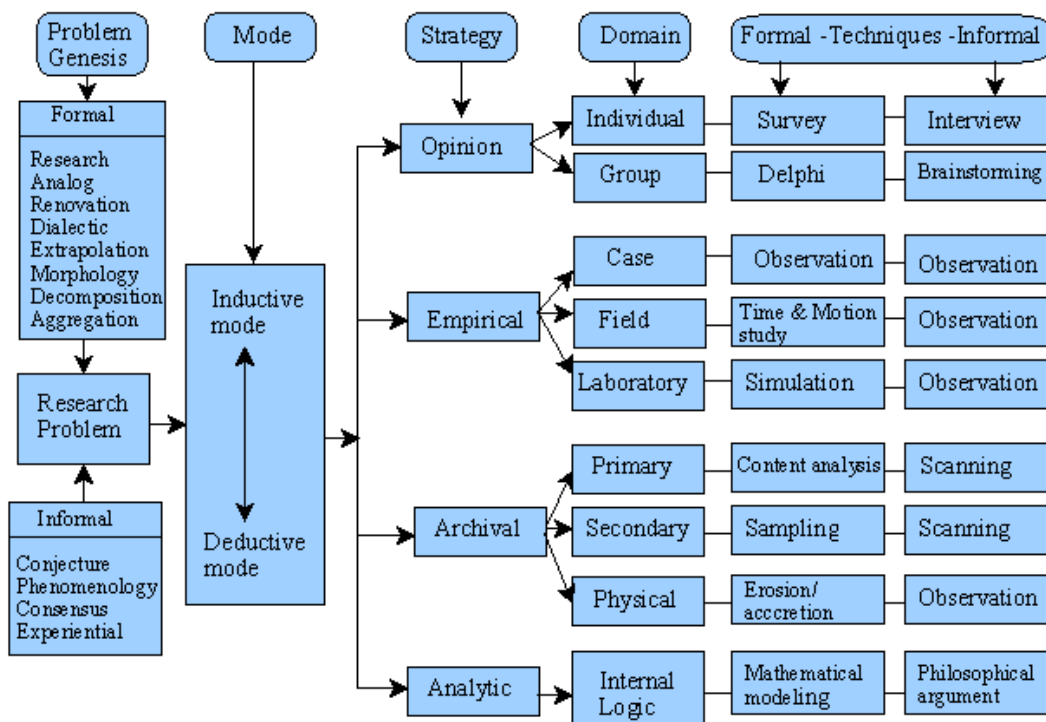 Problem
Genesis
Mode
Strategy
Domain
Formal -Techniques -Informal
Formal
Research
Analog
Renovation
Dialectic
Extrapolation
Morphology
Decomposition
Aggregation
Research
Problem
Informal
Conjecture
Phenomenology
Consensus
Experiential
Inductive
mode
Deductive
mode
Opinion
Individual
Survey
Interview
Group
Delphi
Brainstorming
Empirical
Case
Observation
Observation
Field
Time & Motion
study
Observation
Laboratory
Simulation
Observation
Archival
Primary
Content analysis
Scanning
Secondary
Sampling
Scanning
Physical
Erosion/
acccretion
Observation
Analytic
Internal
Logic
Mathematical
modeling
Philosophical
argument